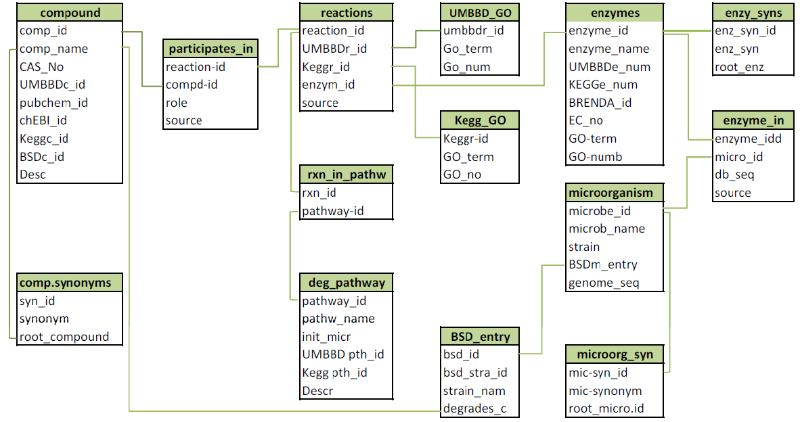 compound
comp_id
comp_name
CAS_No
UMBBDc_id
pubchem_id
chEBI_id
Keggc_id
BSDc_id
Desc
participates_in
reaction-id
compd-id
role
source
reactions
reaction_id
UMBBDr_id
Keggr_id
enzym_id
source
UMBBD_GO
umbbdr_id
Go_term
Go_num
enzymes
enzyme_id
enzyme_name
UMBBDe_num
KEGGe_num
BRENDA_id
EC_no
GO-term
GO-numb
enzy_syns
enz_syn_id
enz_syn
root_enz
Kegg_GO
Keggr-id
GO_term
GO_no
enzyme_in
enzyme_idd
micro_id
db_seq
source
rxn_in_pathw
rxn_id
pathway-id
microorganism
microbe_id
microb_name
strain
BSDm_entry
genome_seq
comp.synonyms
syn_id
synonym
root_compound
deg_pathway
pathway_id
pathw_name
init_micr
UMBBD pth_id
Kegg pth_id
Descr
BSD_entry
bsd_id
bsd_stra_id
strain_nam
degrades_c
microorg_syn
mic-syn_id
mic-synonym
root_micro.id